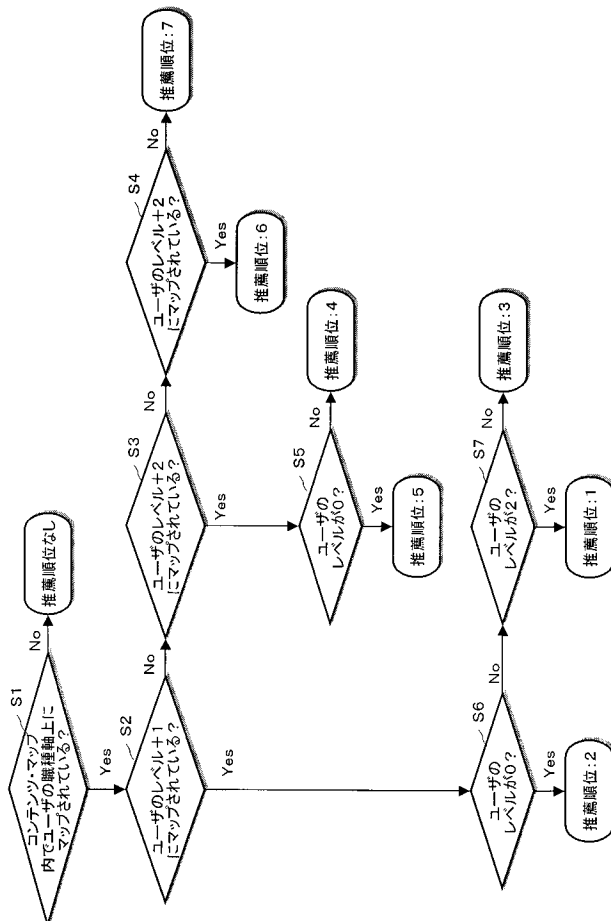 S1
コンテンツ・マップ
内でユーザの職種軸上に
マップされている？
No
推薦順位なし
Yes
S2
ユーザのレベル+1
にマップされている？
No
Yes
S3
ユーザのレベル+2
にマップされている？
No
Yes
S4
ユーザのレベル+2
にマップされている？
No
推薦順位:7
Yes
推薦順位:6
S5
ユーザの
レベルが0？
No
推薦順位:4
Yes
推薦順位:5
S6
ユーザの
レベルが0？
No
Yes
推薦順位:2
S7
ユーザの
レベルが2？
No
推薦順位:3
Yes
推薦順位:1